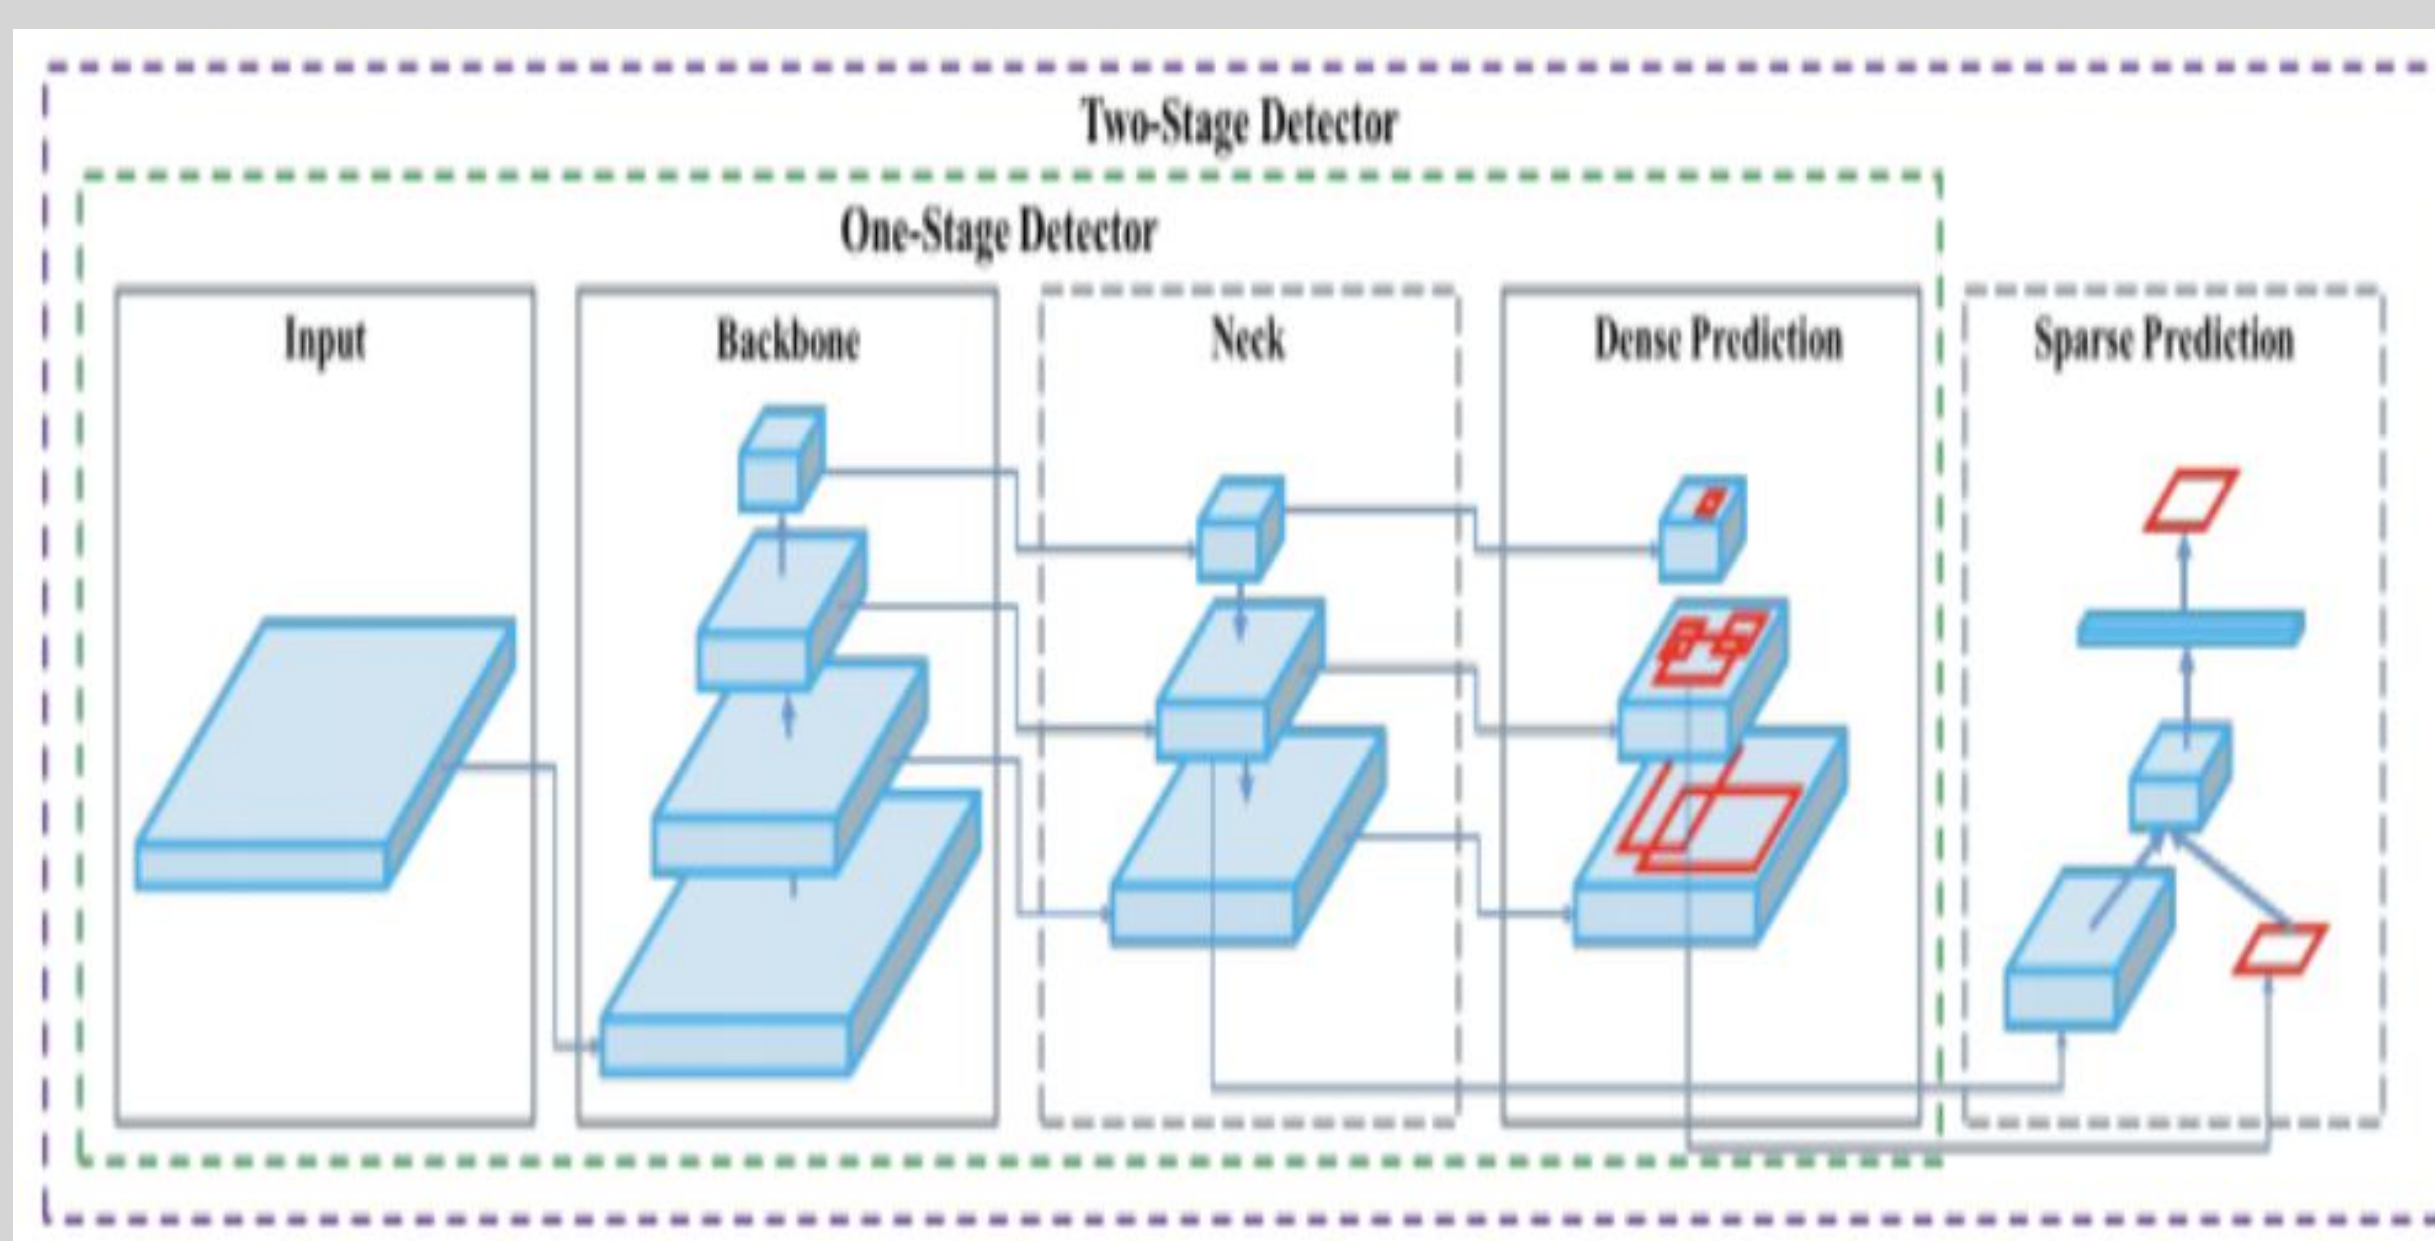 Two-Stage Detector
One-Stage Detector
Input
Backbone
Neck
Dense Prediction
Sparse Prediction